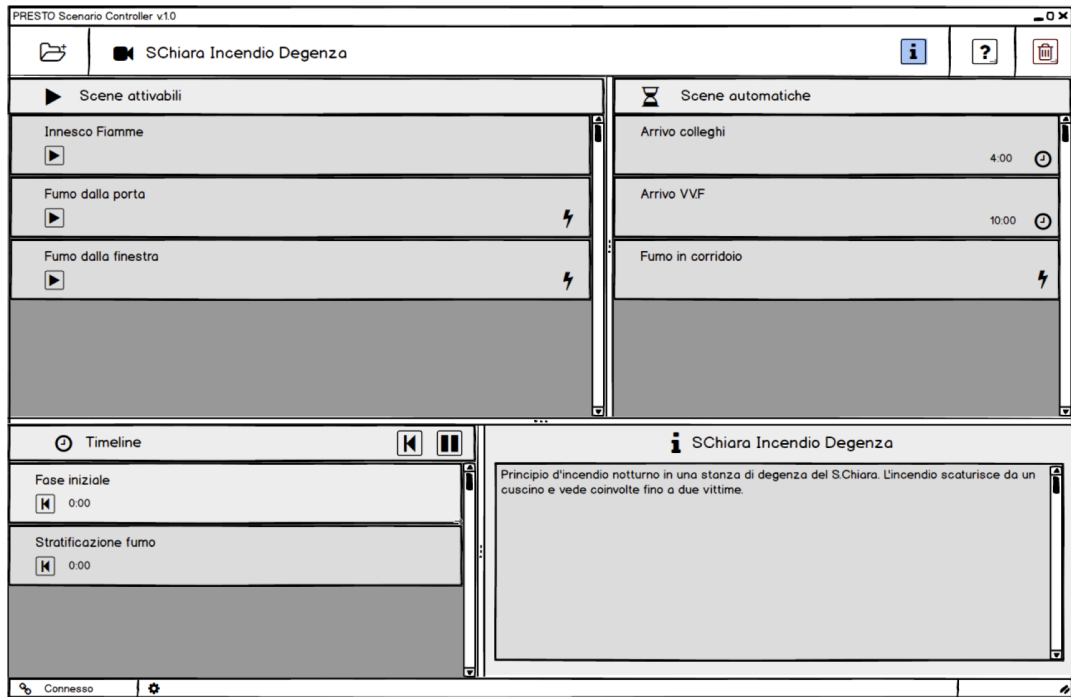 PRESTO Scenario Controller v.1.0
SChiara Incendio Degenza
i
?
Scene attivabili
Innesco Fiamme
Fumo dalla porta
Fumo dalla finestra
Scene automatiche
Arrivo colleghi
4:00
Arrivo VV.F
10:00
Fumo in corridoio
Timeline
Fase iniziale
0:00
Stratificazione fumo
0:00
i SChiara Incendio Degenza
Principio d'incendio notturno in una stanza di degenza del S.Chiara. L'incendio scaturisce da un
cuscino e vede coinvolte fino a due vittime.
Connesso